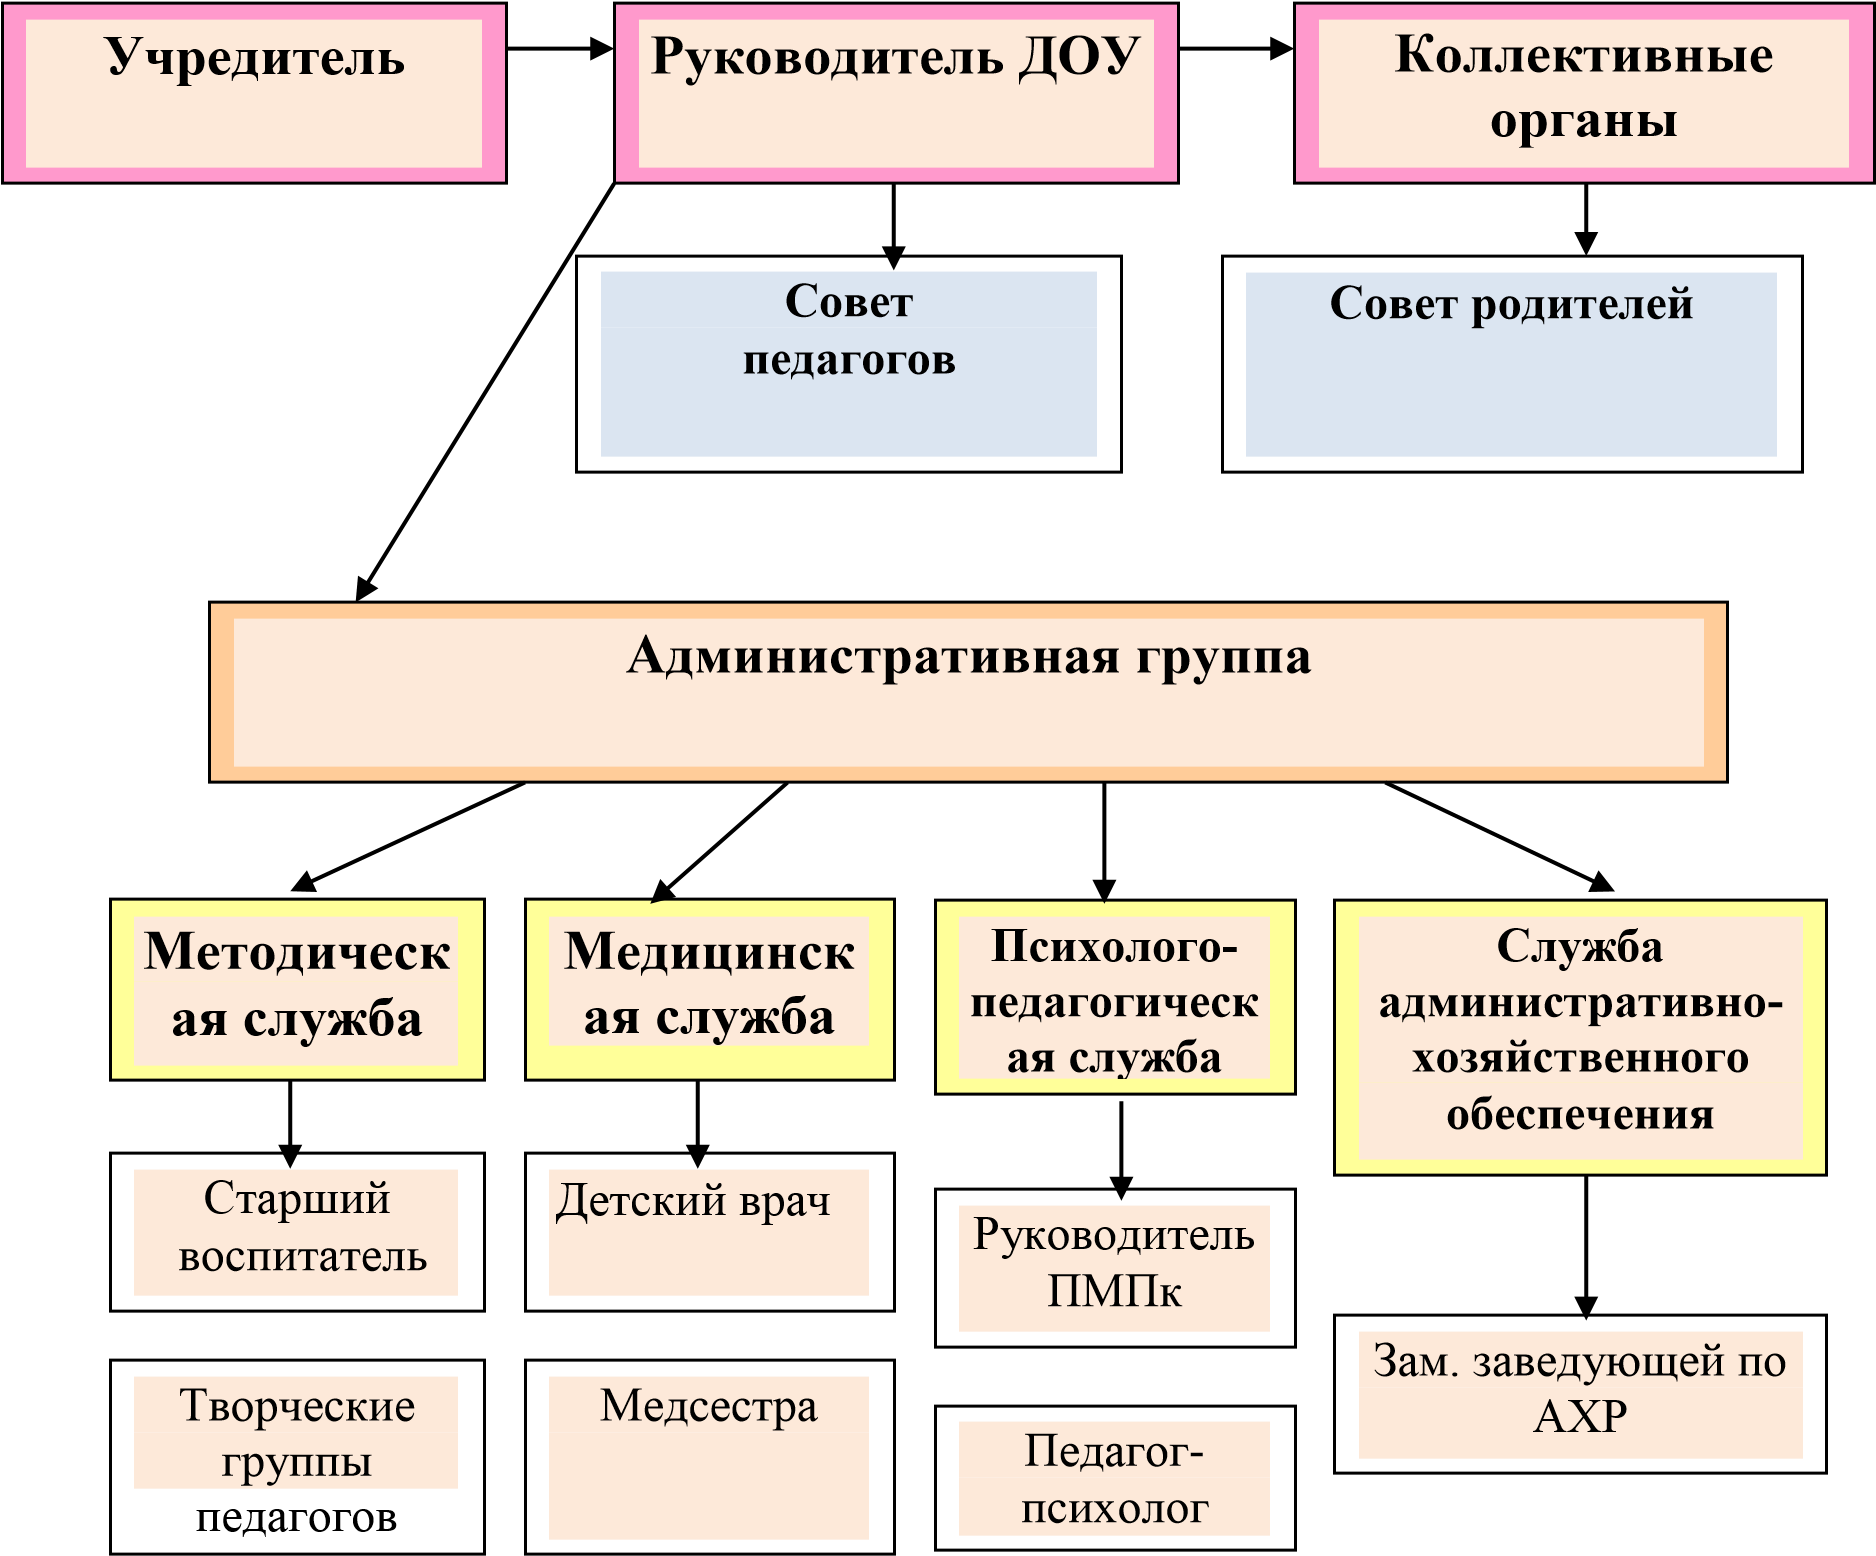 Учредитель
Руководитель ДОУ
Коллективные
органы
Совет
педагогов
Совет родителей
Административная группа
Методическ
ая служба
Медицинск
ая служба
Психолого-
педагогическ
ая служба
Служба
административно-
хозяйственного
обеспечения
Старший
воспитатель
Детский врач
Руководитель
ПМПк
Зам. заведующей по
АХР
Творческие
группы
педагогов
Медсестра
Педагог-
психолог